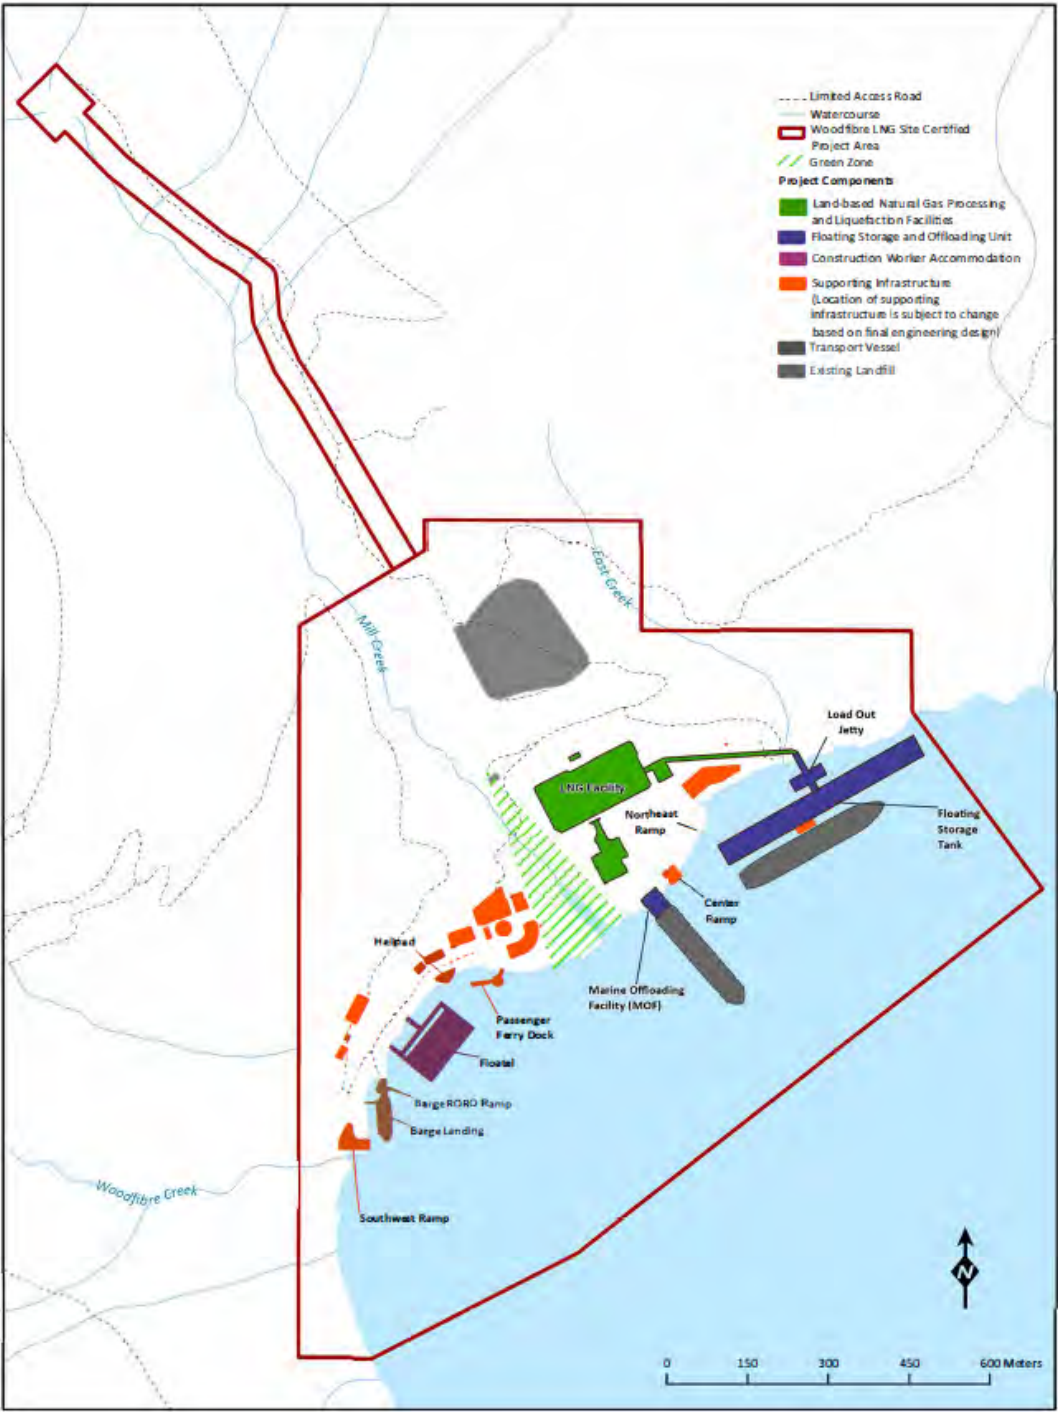 Limited Access Road
Watercourse
Woodfibre LNG Site Certified
Project Area
Green Zone
Project Components
Land-based Natural Gas Processing
and Liquefaction Facilities
Floating Storage and Offloading Unit
Construction Worker Accommodation
Supporting Infrastructure
(Location of supporting
infrastructure is subject to change
based on final engineering design)
Transport Vessel
Existing Landfill
East Creek
Mill Creek
Load Out
Jetty
LNG Facility
Northeast
Ramp
Floating
Storage
Tank
Center
Ramp
Helipad
Marine Offloading
Facility (MOF)
Passenger
Ferry Dock
Floatel
Barge RORO Ramp
Barge Landing
Woodfibre Creek
Southwest Ramp
N
0 150 300 450 600 Meters